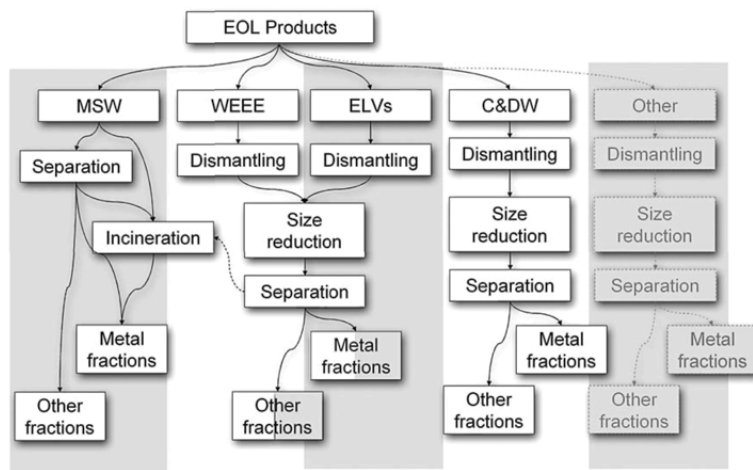 EOL Products
MSW
WEEE
ELVs
C&DW
Other
Separation
Dismantling
Dismantling
Dismantling
Dismantling
Incineration
Size
reduction
Size
reduction
Size
reduction
Separation
Separation
Separation
Metal
fractions
Metal
fractions
Metal
fractions
Metal
fractions
Other
fractions
Other
fractions
Other
fractions
Other
fractions